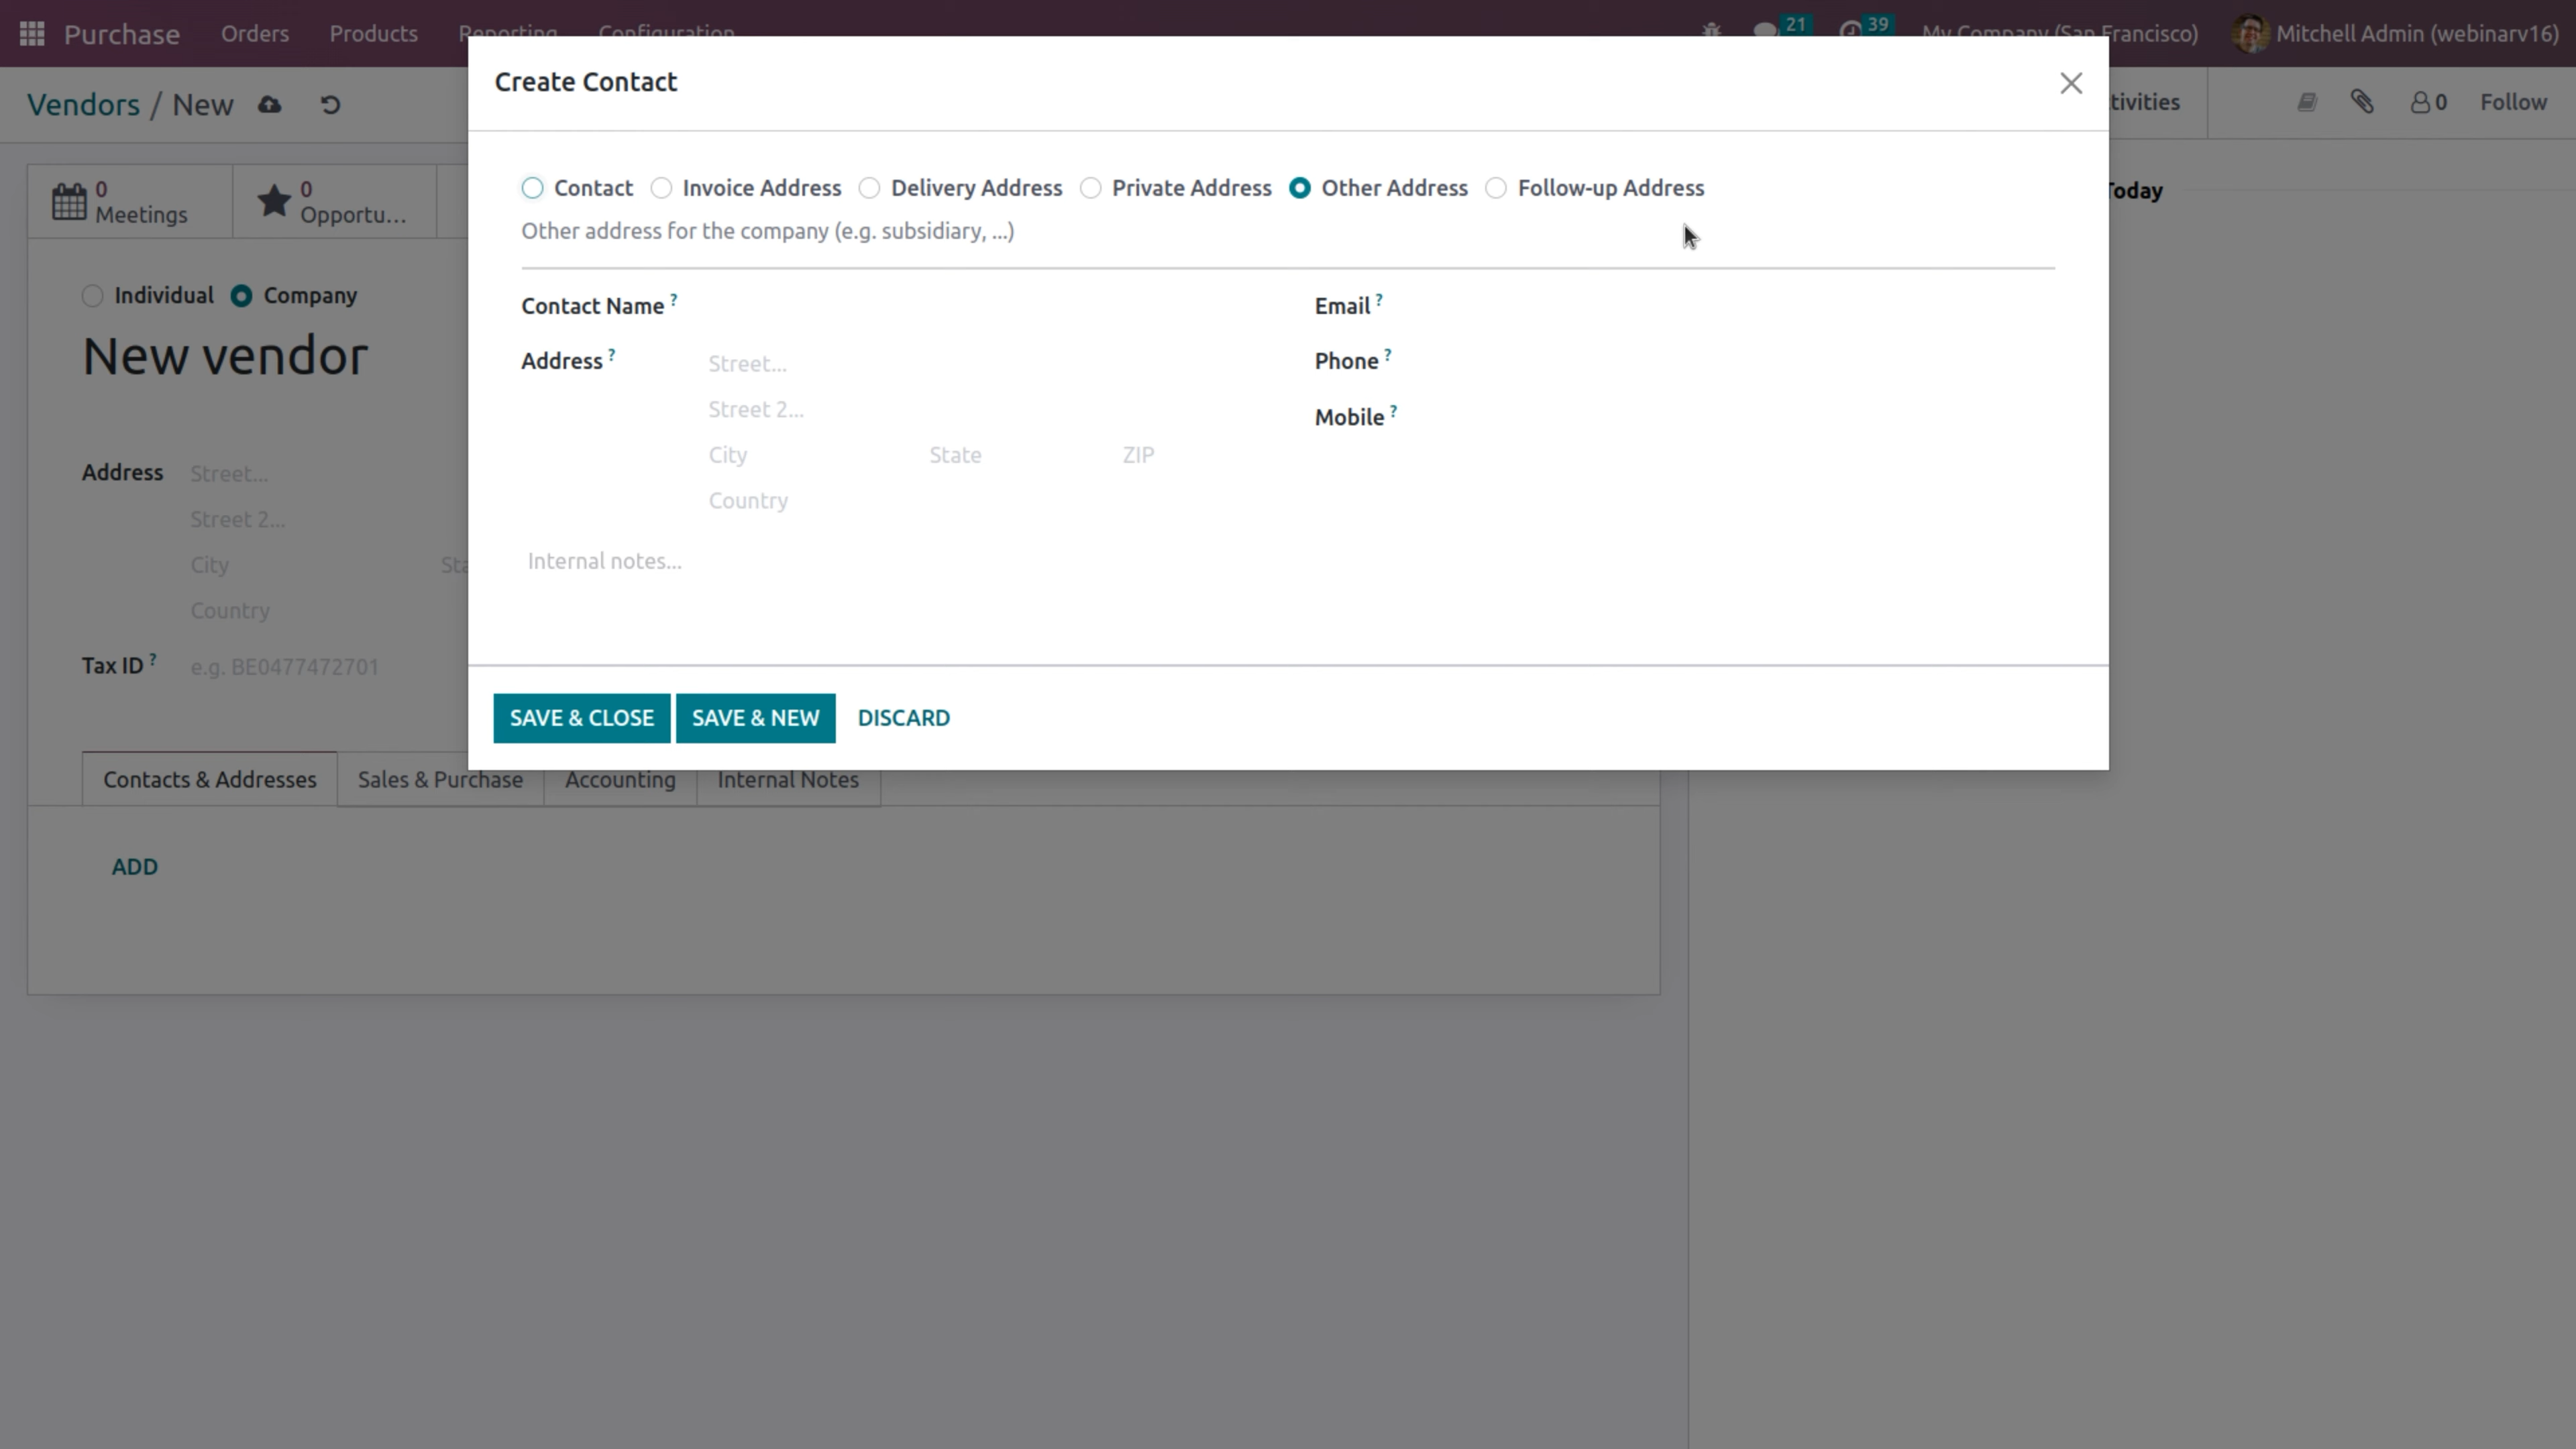 Purchase Orders Products Reporting Configuration 21 39 My Company (San Francisco) Mitchell Admin (webinarv16)
Create Contact
Vendors / New tivities 0 Follow
Contact Invoice Address Delivery Address Private Address Other Address Follow-up Address
0 Meetings 0 Opportu... Today
Other address for the company (e.g. subsidiary, ...)
Individual Company
Contact Name ? Email ?
New vendor
Address ? Street... Phone ?
Street 2... Mobile ?
City State ZIP
Address Street...
Country
Street 2...
Internal notes...
City Sta
Country
Tax ID ? e.g. BE0477472701
SAVE & CLOSE SAVE & NEW DISCARD
Contacts & Addresses Sales & Purchase Accounting Internal Notes
ADD